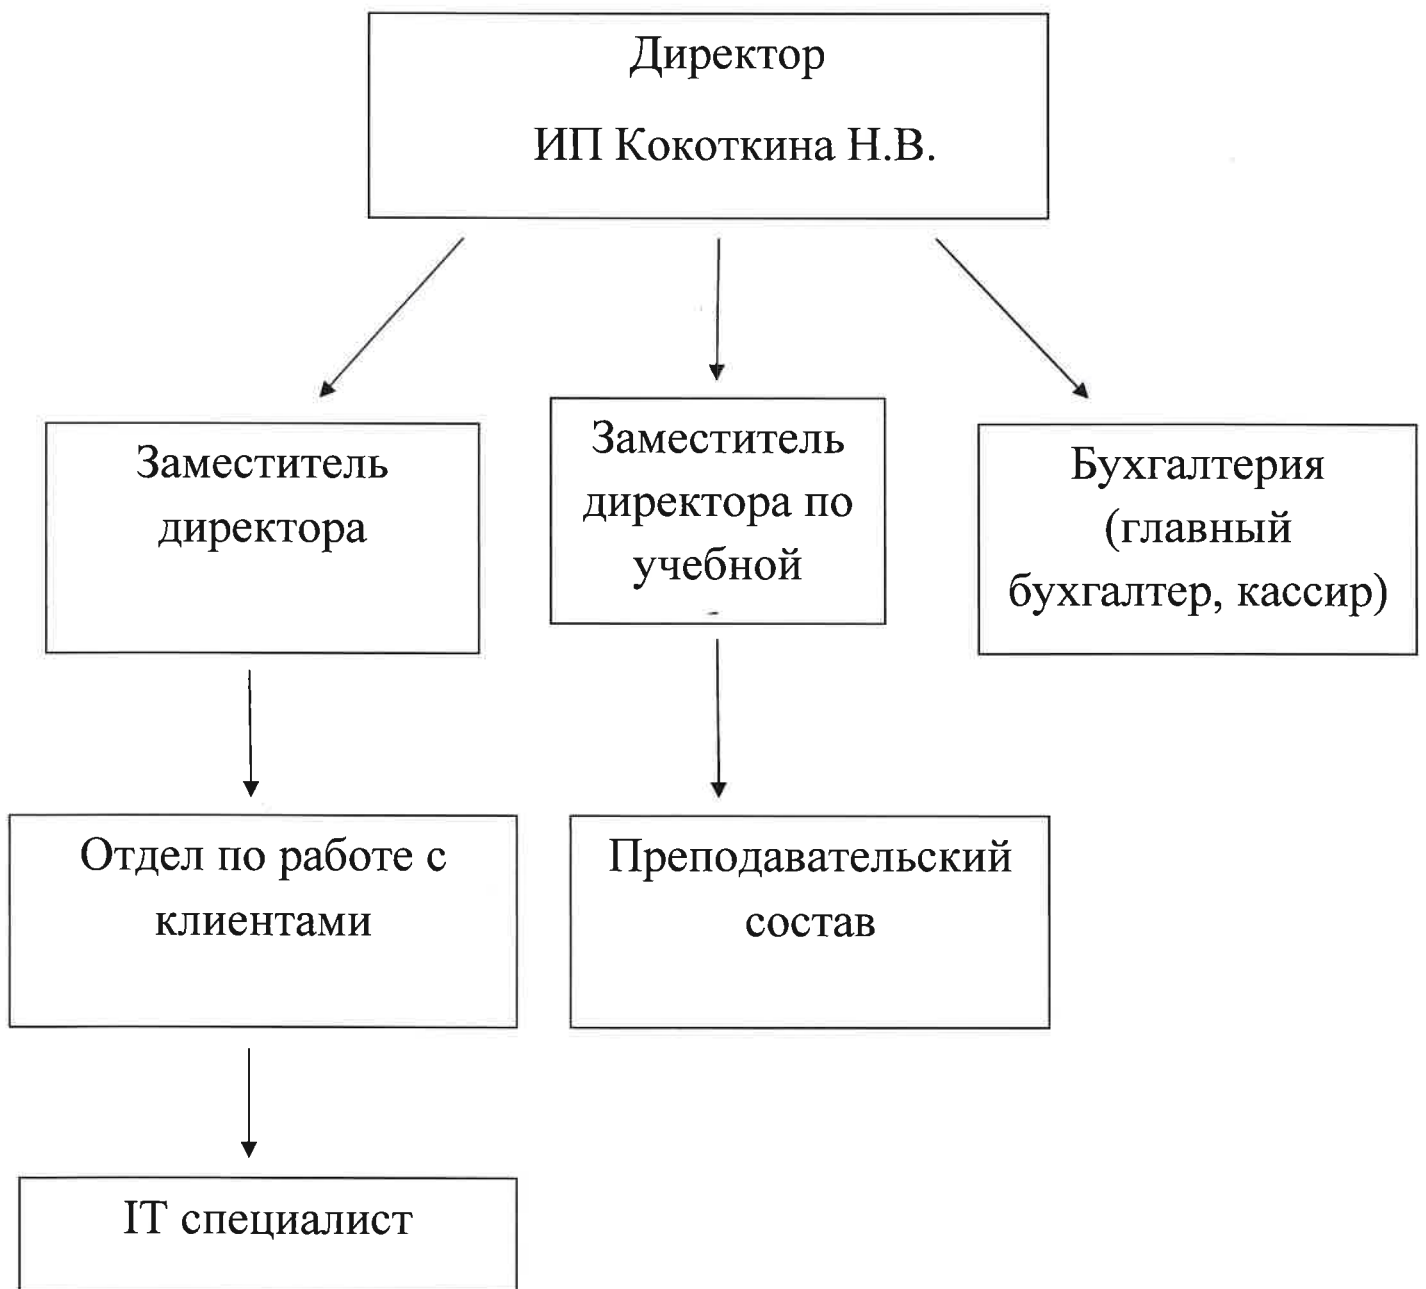 Директор
ИП Кокоткина Н.В.
Заместитель
директора
Заместитель
директора по
учебной
Бухгалтерия
(главный
бухгалтер, кассир)
Отдел по работе с
клиентами
Преподавательский
состав
IT специалист